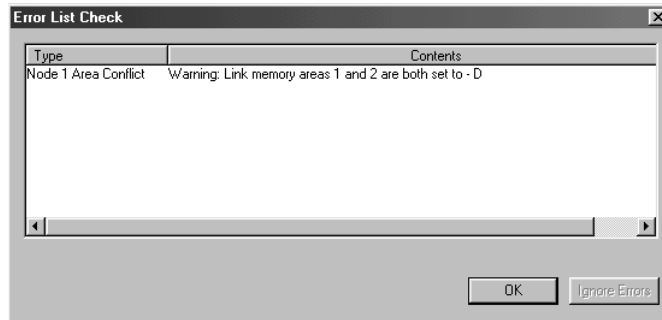 Error List Check
Type Contents
Node 1 Area Conflict Warning: Link memory areas 1 and 2 are both set to - D
OK Ignore Errors